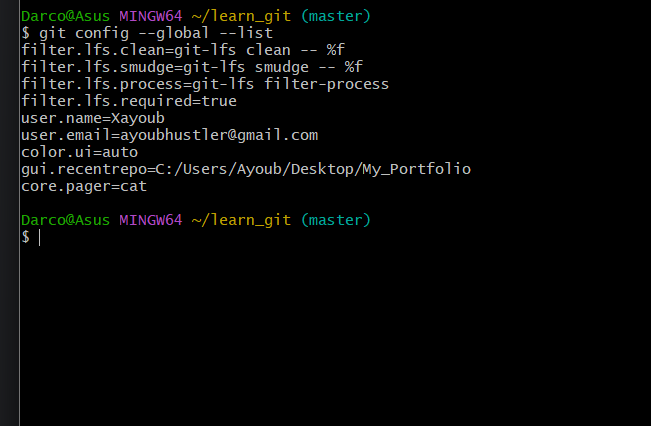 Darco@Asus MINGW64 ~/learn_git (master)
$ git config --global --list
filter.lfs.clean=git-lfs clean -- %f
filter.lfs.smudge=git-lfs smudge -- %f
filter.lfs.process=git-lfs filter-process
filter.lfs.required=true
user.name=Xayoub
user.email=ayoubhustler@gmail.com
color.ui=auto
gui.recentrepo=C:/Users/Ayoub/Desktop/My_Portfolio
core.pager=cat
Darco@Asus MINGW64 ~/learn_git (master)
$